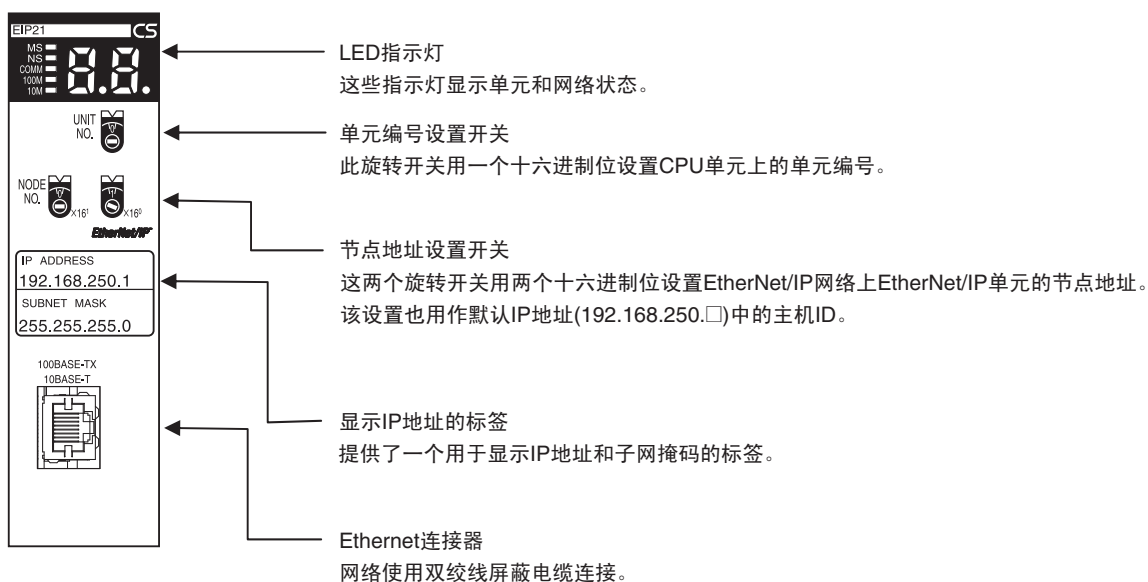 EIP21
CS
MS
NS
COMM
100M
10M
8.8.
UNIT
NO.
NODE
NO.
×16¹
×16⁰
EtherNet/IP™
IP ADDRESS
192.168.250.1
SUBNET MASK
255.255.255.0
100BASE-TX
10BASE-T
LED指示灯
这些指示灯显示单元和网络状态。
单元编号设置开关
此旋转开关用一个十六进制位设置CPU单元上的单元编号。
节点地址设置开关
这两个旋转开关用两个十六进制位设置EtherNet/IP网络上EtherNet/IP单元的节点地址。
该设置也用作默认IP地址(192.168.250.□)中的主机ID。
显示IP地址的标签
提供了一个用于显示IP地址和子网掩码的标签。
Ethernet连接器
网络使用双绞线屏蔽电缆连接。